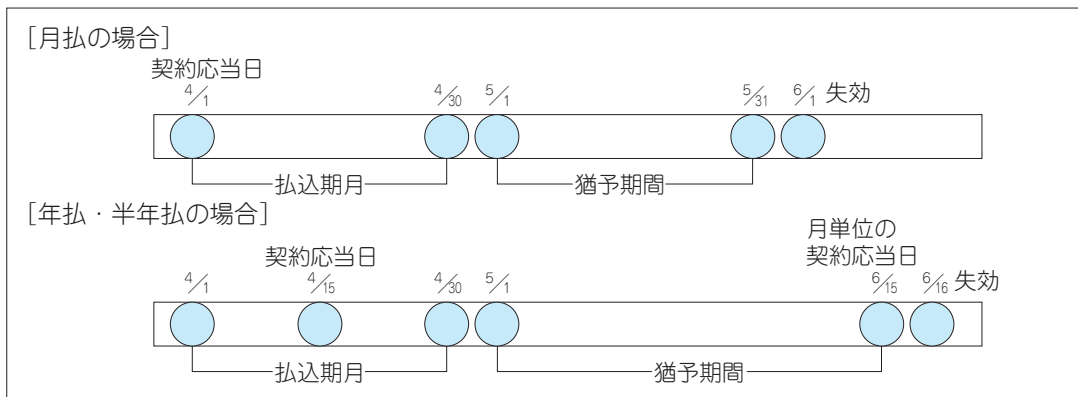 ［月払の場合］
契約応当日
4/1 4/30 5/1 5/31 6/1 失効
払込期月 猶予期間
［年払・半年払の場合］
月単位の
契約応当日 契約応当日
4/1 4/15 4/30 5/1 6/15 6/16 失効
払込期月 猶予期間